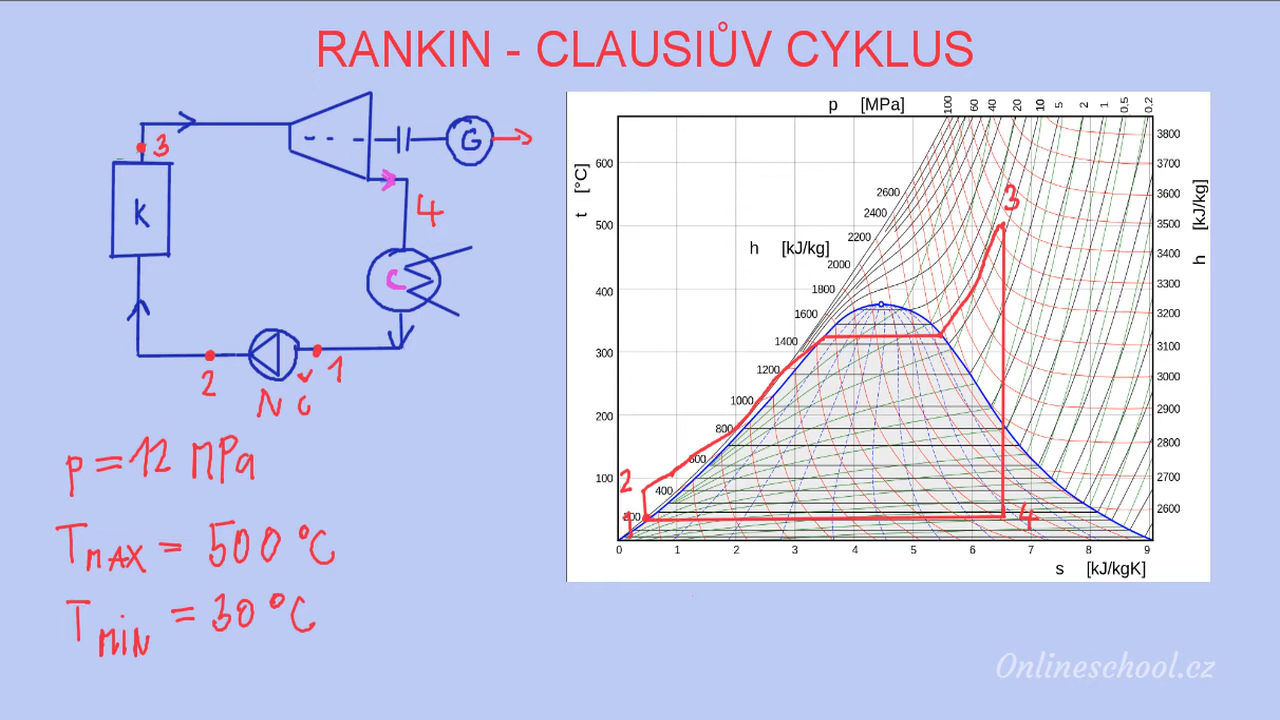 RANKIN - CLAUSIŮV CYKLUS
3
K
G
4
C
2
1
NČ
p = 12 MPa
TMAX = 500 °C
TMIN = 30 °C
p [MPa]
100 60 40 20 10 5 2 1 0.5 0.2
t [°C]
600
500
400
300
200
100
h [kJ/kg]
2600
2400
2200
2000
1800
1600
1400
1200
1000
800
600
400
200
3
2
1
4
3800
3700
3600
3500
3400
3300
3200
3100
3000
2900
2800
2700
2600
h [kJ/kg]
0 1 2 3 4 5 6 7 8 9
s [kJ/kgK]
Onlineschool.cz